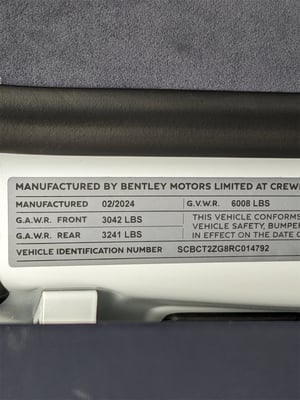 MANUFACTURED BY BENTLEY MOTORS LIMITED AT CREW
MANUFACTURED 02/2024 G.V.W.R. 6008 LBS
G.A.W.R. FRONT 3042 LBS
THIS VEHICLE CONFORMS
G.A.W.R. REAR 3241 LBS
VEHICLE SAFETY, BUMPER
IN EFFECT ON THE DATE O
VEHICLE IDENTIFICATION NUMBER SCBCT2ZG8RC014792